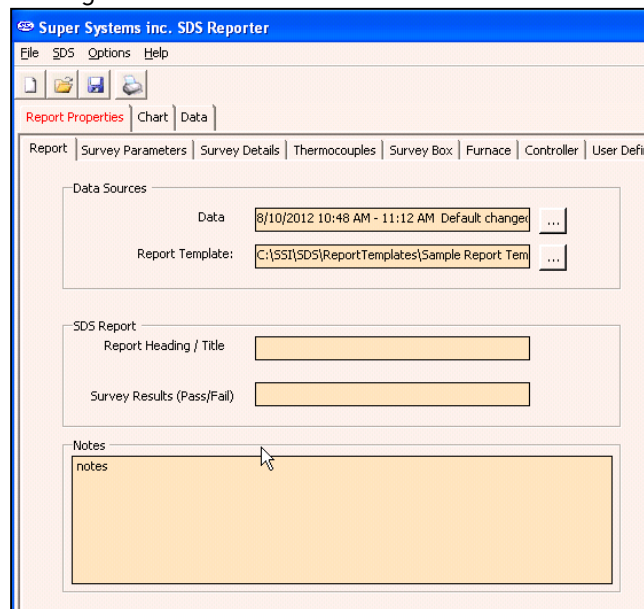 Super Systems inc. SDS Reporter
File SDS Options Help
Report Properties Chart Data
Report Survey Parameters Survey Details Thermocouples Survey Box Furnace Controller User Defi
Data Sources
Data 8/10/2012 10:48 AM - 11:12 AM Default changed ...
Report Template: C:\SSI\SDS\ReportTemplates\Sample Report Tem ...
SDS Report
Report Heading / Title
Survey Results (Pass/Fail)
Notes
notes